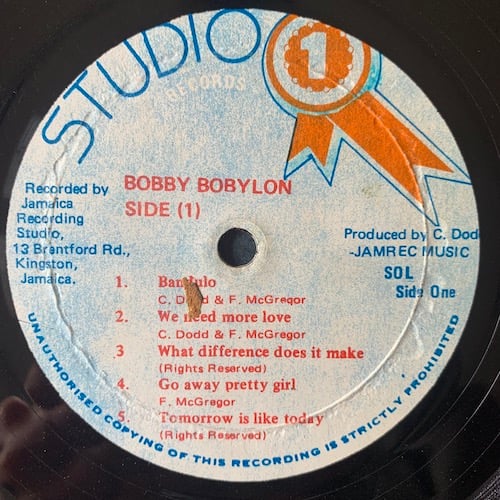 STUDIO 1
RECORDS
Recorded by
Jamaica
Recording
Studio,
13 Brentford Rd.,
Kingston,
Jamaica.
BOBBY BOBYLON
SIDE (1)
Produced by C. Dodd
-JAMREC MUSIC
SOL
Side One
1. Bandulo
C. Dodd & F. McGregor
2. We need more love
C. Dodd & F. McGregor
3 What difference does it make
(Rights Reserved)
4. Go away pretty girl
F. McGregor
5. Tomorrow is like today
(Rights Reserved)
UNAUTHORISED COPYING OF THIS RECORDING IS STRICTLY PROHIBITED